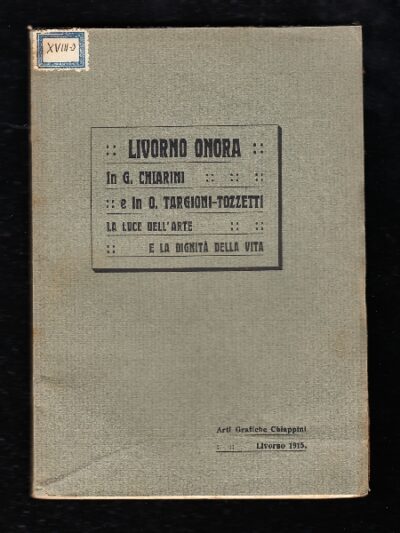 XVIII-D
:: LIVORNO ONORA ::
In G. CHIARINI :: :: ::
:: e In O. TARGIONI-TOZZETTI
LA LUCE DELL'ARTE :: ::
:: E LA DIGNITÀ DELLA VITA
Arti Grafiche Chiappini
: :: Livorno 1915.